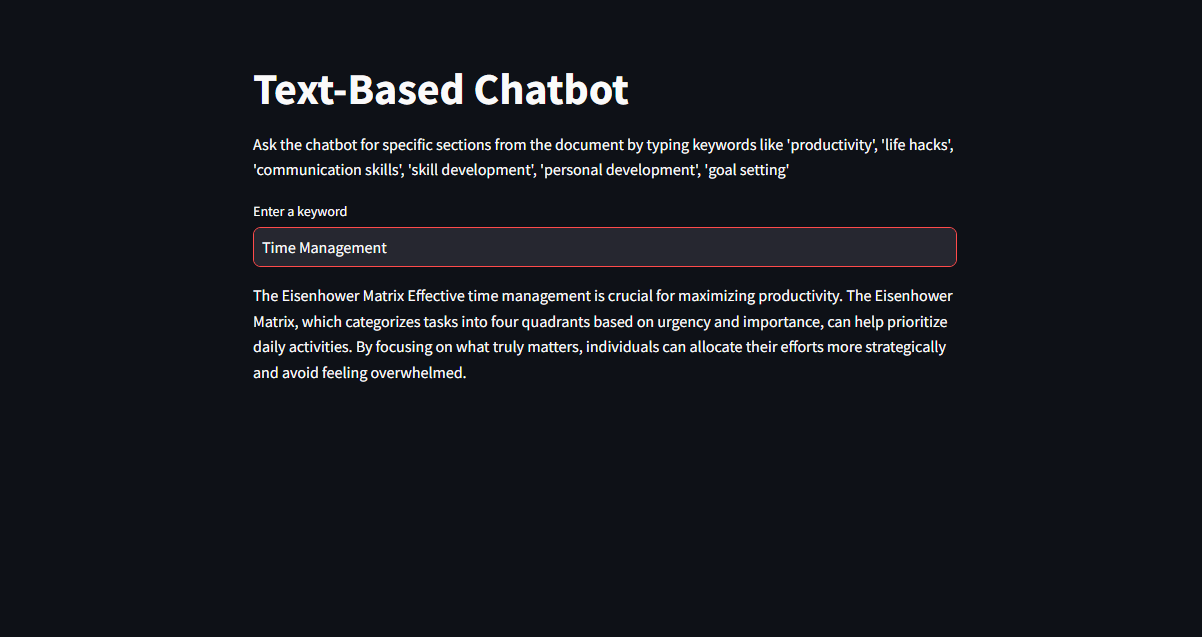 Text-Based Chatbot
Ask the chatbot for specific sections from the document by typing keywords like 'productivity', 'life hacks',
'communication skills', 'skill development', 'personal development', 'goal setting'
Enter a keyword
Time Management
The Eisenhower Matrix Effective time management is crucial for maximizing productivity. The Eisenhower
Matrix, which categorizes tasks into four quadrants based on urgency and importance, can help prioritize
daily activities. By focusing on what truly matters, individuals can allocate their efforts more strategically
and avoid feeling overwhelmed.